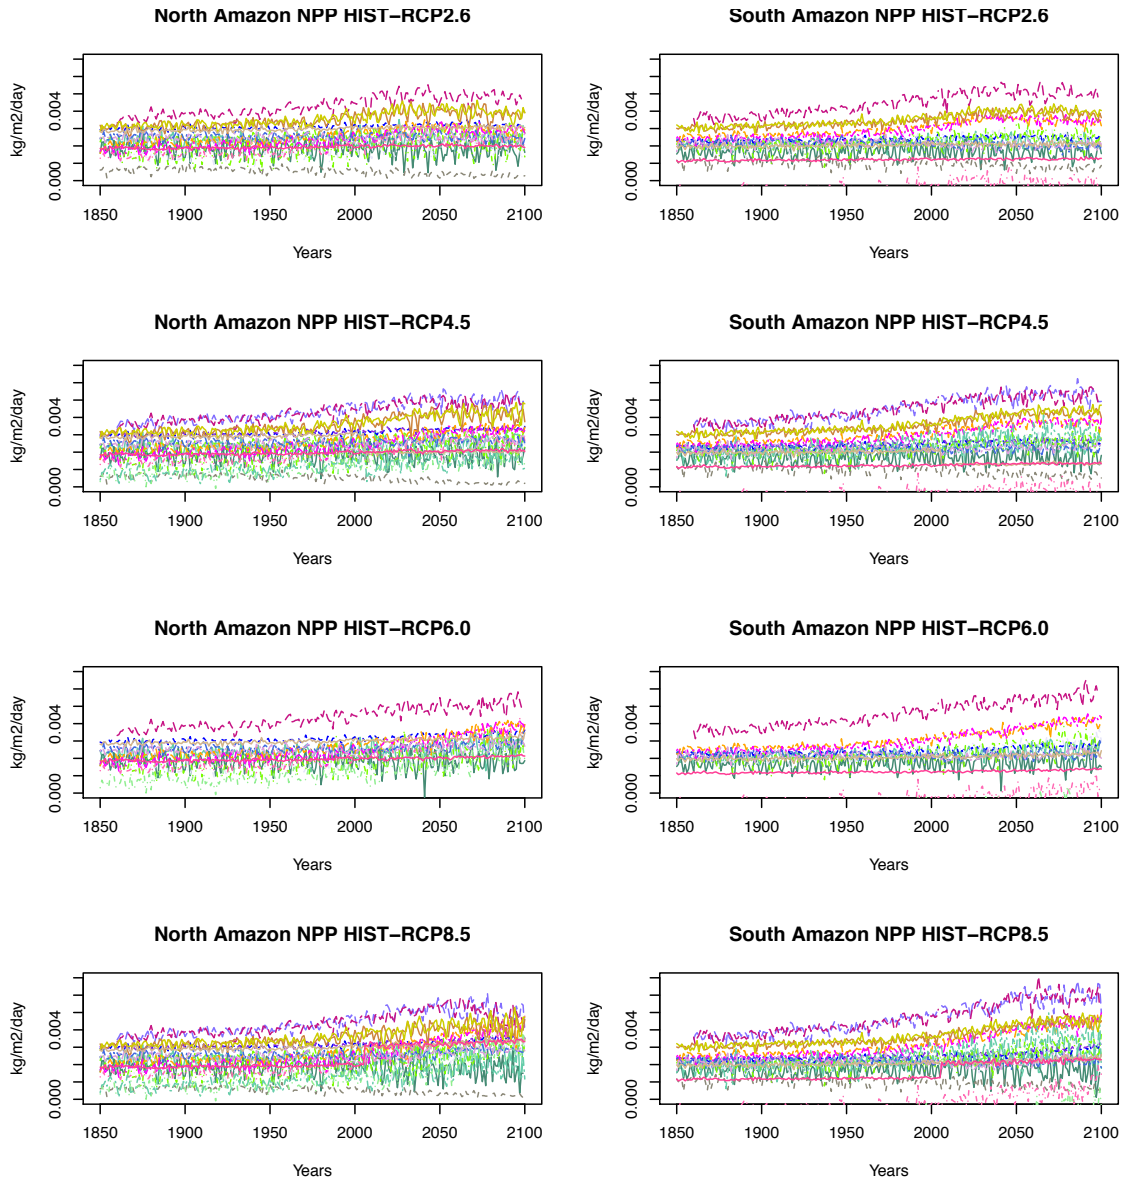 North Amazon NPP HIST−RCP2.6
kg/m2/day
0.000 0.004
1850 1900 1950 2000 2050 2100
Years
South Amazon NPP HIST−RCP2.6
kg/m2/day
0.000 0.004
1850 1900 1950 2000 2050 2100
Years
North Amazon NPP HIST−RCP4.5
kg/m2/day
0.000 0.004
1850 1900 1950 2000 2050 2100
Years
South Amazon NPP HIST−RCP4.5
kg/m2/day
0.000 0.004
1850 1900 1950 2000 2050 2100
Years
North Amazon NPP HIST−RCP6.0
kg/m2/day
0.000 0.004
1850 1900 1950 2000 2050 2100
Years
South Amazon NPP HIST−RCP6.0
kg/m2/day
0.000 0.004
1850 1900 1950 2000 2050 2100
Years
North Amazon NPP HIST−RCP8.5
kg/m2/day
0.000 0.004
1850 1900 1950 2000 2050 2100
Years
South Amazon NPP HIST−RCP8.5
kg/m2/day
0.000 0.004
1850 1900 1950 2000 2050 2100
Years